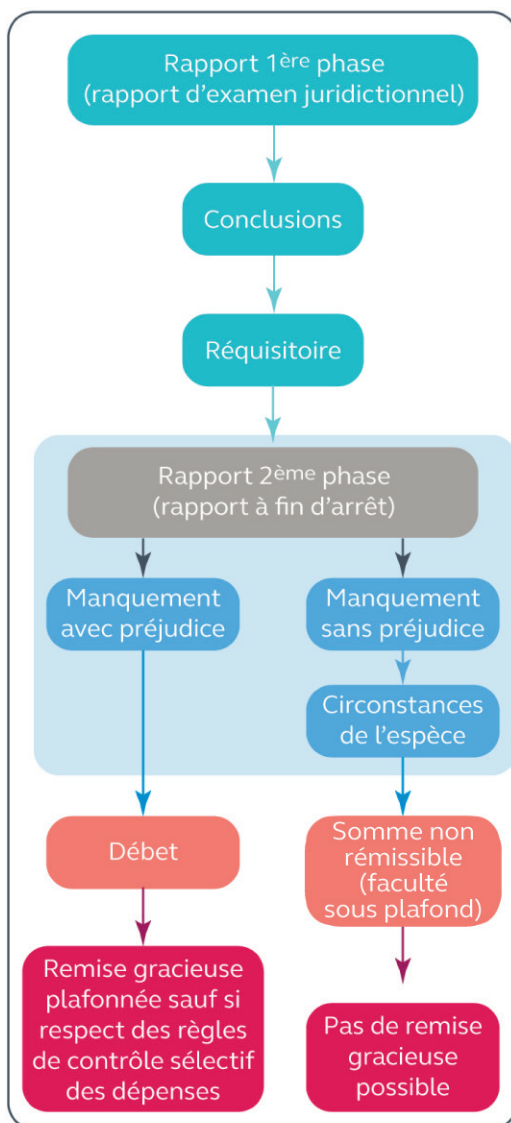 Rapport 1ère phase
(rapport d'examen juridictionnel)
Conclusions
Réquisitoire
Rapport 2ème phase
(rapport à fin d'arrêt)
Manquement
avec préjudice
Manquement
sans préjudice
Circonstances
de l'espèce
Débet
Somme non
rémissible
(faculté
sous plafond)
Remise gracieuse
plafonnée sauf si
respect des règles
de contrôle sélectif
des dépenses
Pas de remise
gracieuse
possible